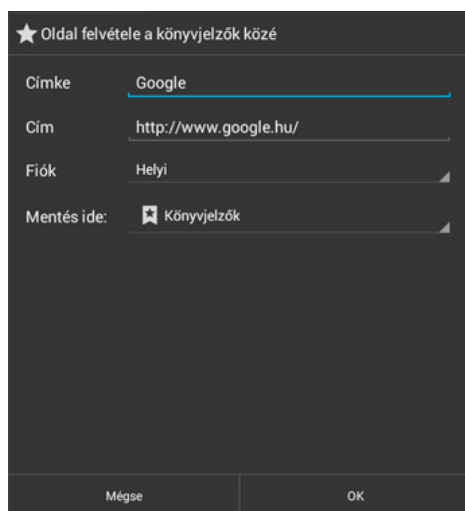 Oldal felvétele a könyvjelzők közé
Címke Google
Cím http://www.google.hu/
Fiók Helyi
Mentés ide: Könyvjelzők
Mégse OK